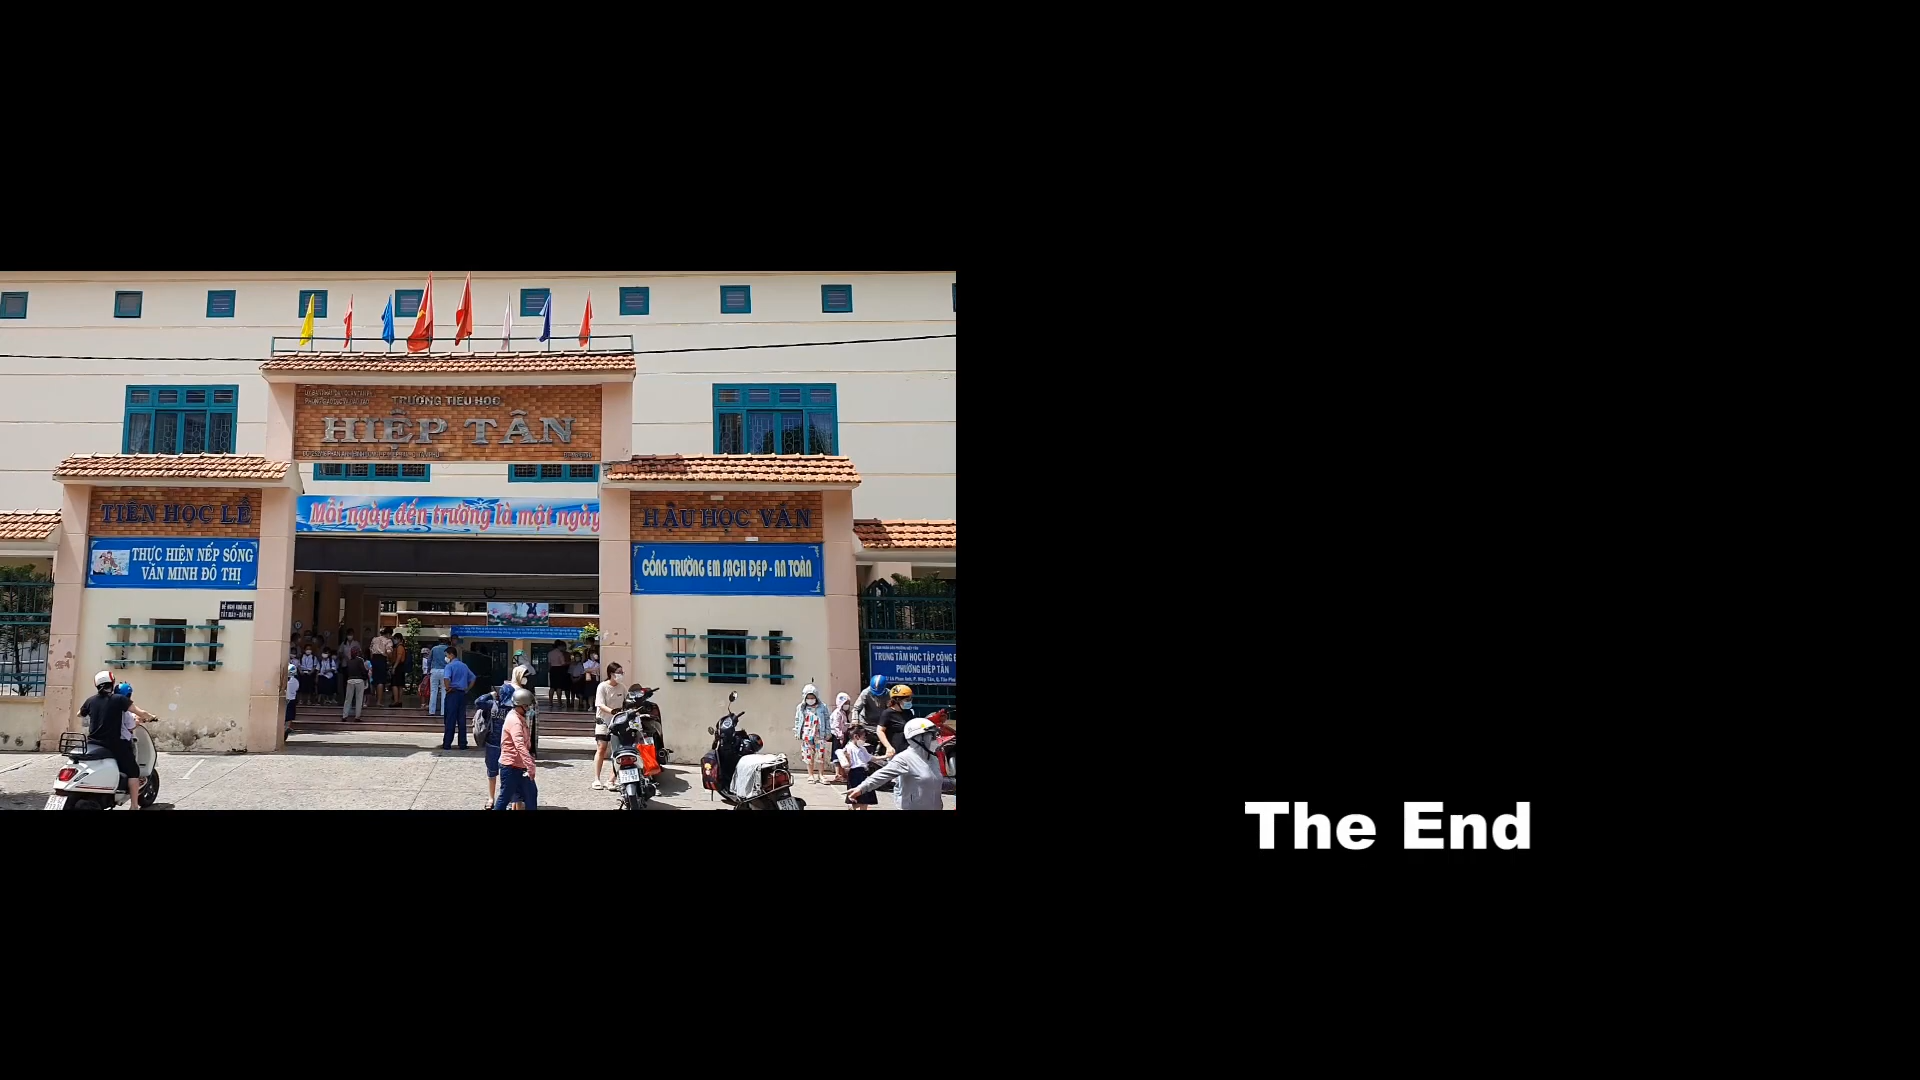 TRƯỜNG TIỂU HỌC
HIỆP TÂN
TIÊN HỌC LỄ
Mỗi ngày đến trường là một ngày
HẬU HỌC VĂN
THỰC HIỆN NẾP SỐNG
VĂN MINH ĐÔ THỊ
CỔNG TRƯỜNG EM SẠCH ĐẸP - AN TOÀN
TRUNG TÂM HỌC TẬP CỘNG
PHƯỜNG HIỆP TÂN
The End